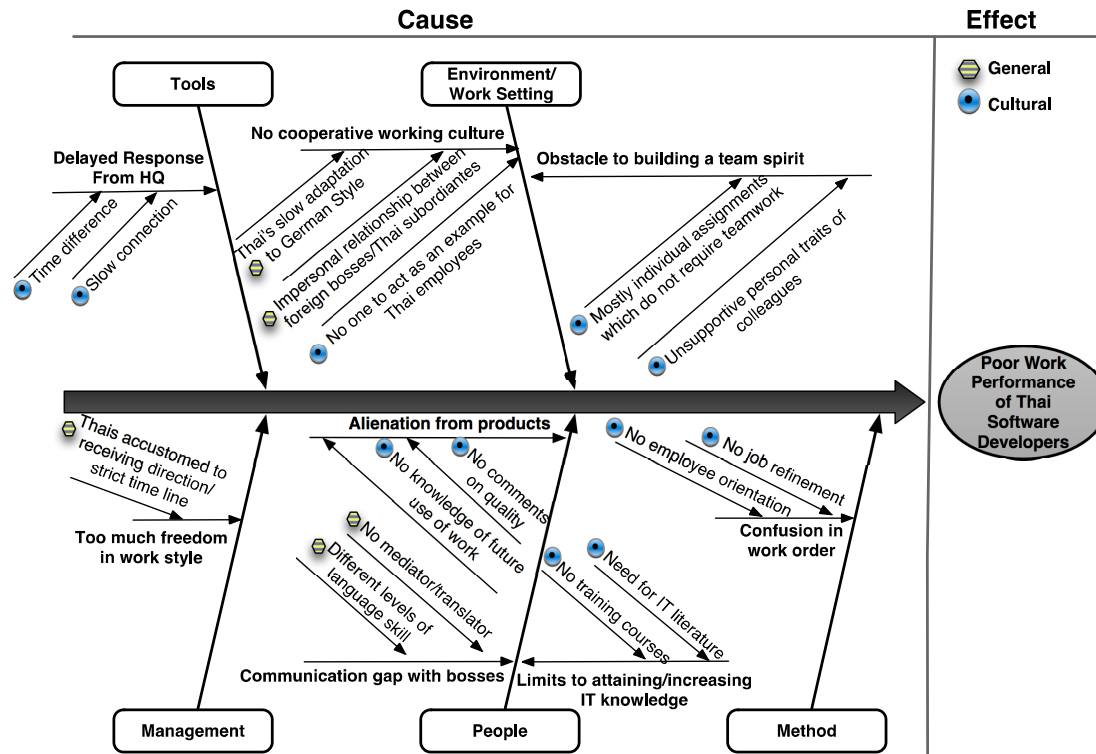 Cause
Effect
General
Cultural
Tools
Environment/
Work Setting
No cooperative working culture
Delayed Response
From HQ
Obstacle to building a team spirit
Time difference
Slow connection
Thai's slow adaptation
to German Style
Impersonal relationship between
foreign bosses/Thai subordiantes
No one to act as an example for
Thai employees
Mostly individual assignments
which do not require teamwork
Unsupportive personal traits of
colleagues
Poor Work
Performance
of Thai
Software
Developers
Thais accustomed to
receiving direction/
strict time line
Too much freedom
in work style
Alienation from products
No knowledge of future
use of work
No comments
on quality
No mediator/translator
Different levels of
language skill
Communication gap with bosses
No employee orientation
No job refinement
Confusion in
work order
No training courses
Need for IT literature
Limits to attaining/increasing
IT knowledge
Management
People
Method